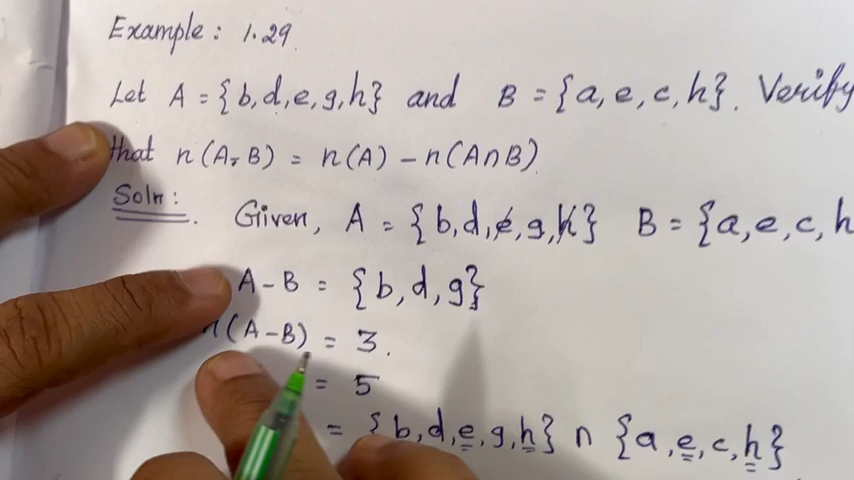 Example: 1.29.
Let A = {b, d, e, g, h} and B = {a, e, c, h}. Verify
that n(A-B) = n(A) - n(A∩B)
Soln:
Given, A = {b, d, e, g, h} B = {a, e, c, h
A-B = {b, d, g}
n(A-B) = 3.
= 5
= {b, d, e, g, h} ∩ {a, e, c, h}